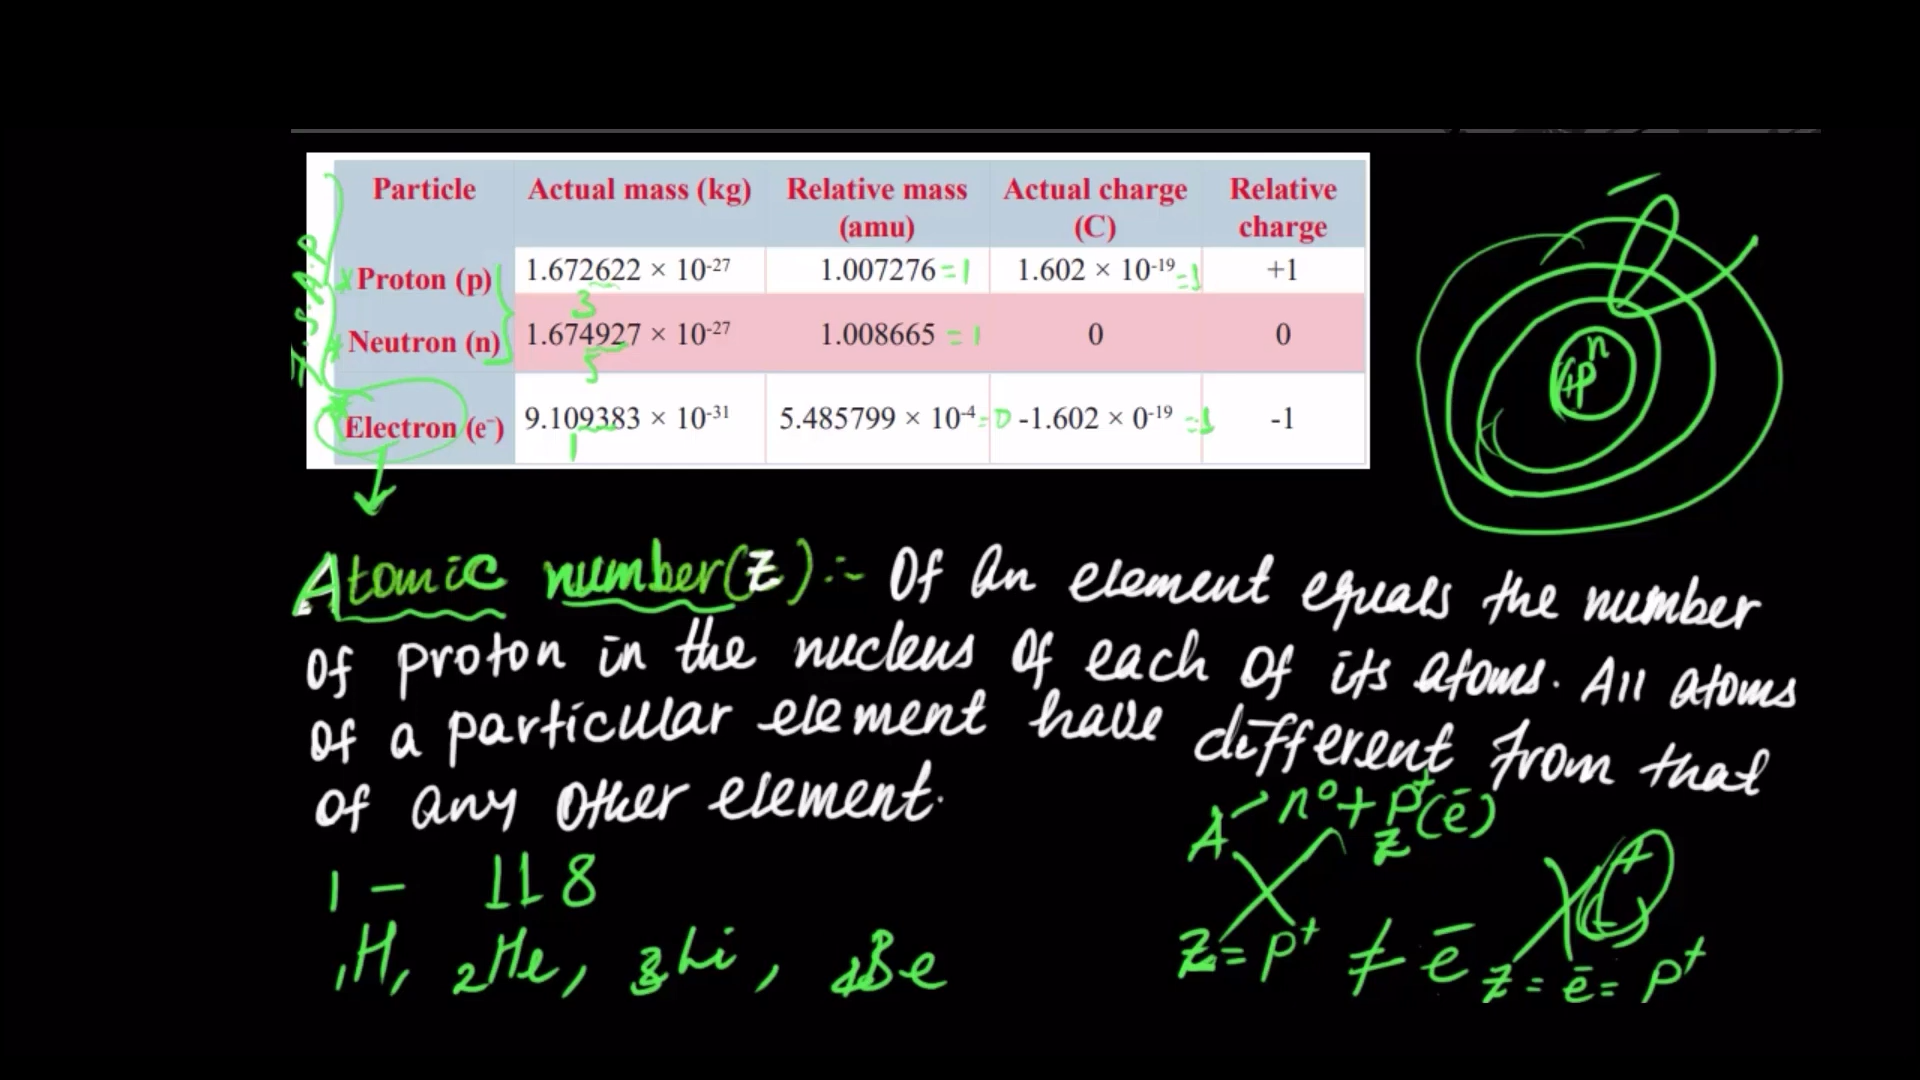 Particle Actual mass (kg) Relative mass (amu) Actual charge (C) Relative charge
Proton (p) 1.672622 × 10-27 1.007276 = 1 1.602 × 10-19 = 1 +1
3
Neutron (n) 1.674927 × 10-27 1.008665 = 1 0 0
5
Electron (e-) 9.109383 × 10-31 5.485799 × 10-4 = 0 -1.602 × 0-19 = 1 -1
1
n
+p
Atomic number(Z):- Of an element equals the number
Of proton in the nucleus Of each Of its atoms. All atoms
Of a particular element have different from that
Of any Other element.
A - n° + p+(ē)
Z
1 - 118
1H, 2He, 3Li, 4Be
Z = p+ ≠ ē
Z = ē = p+